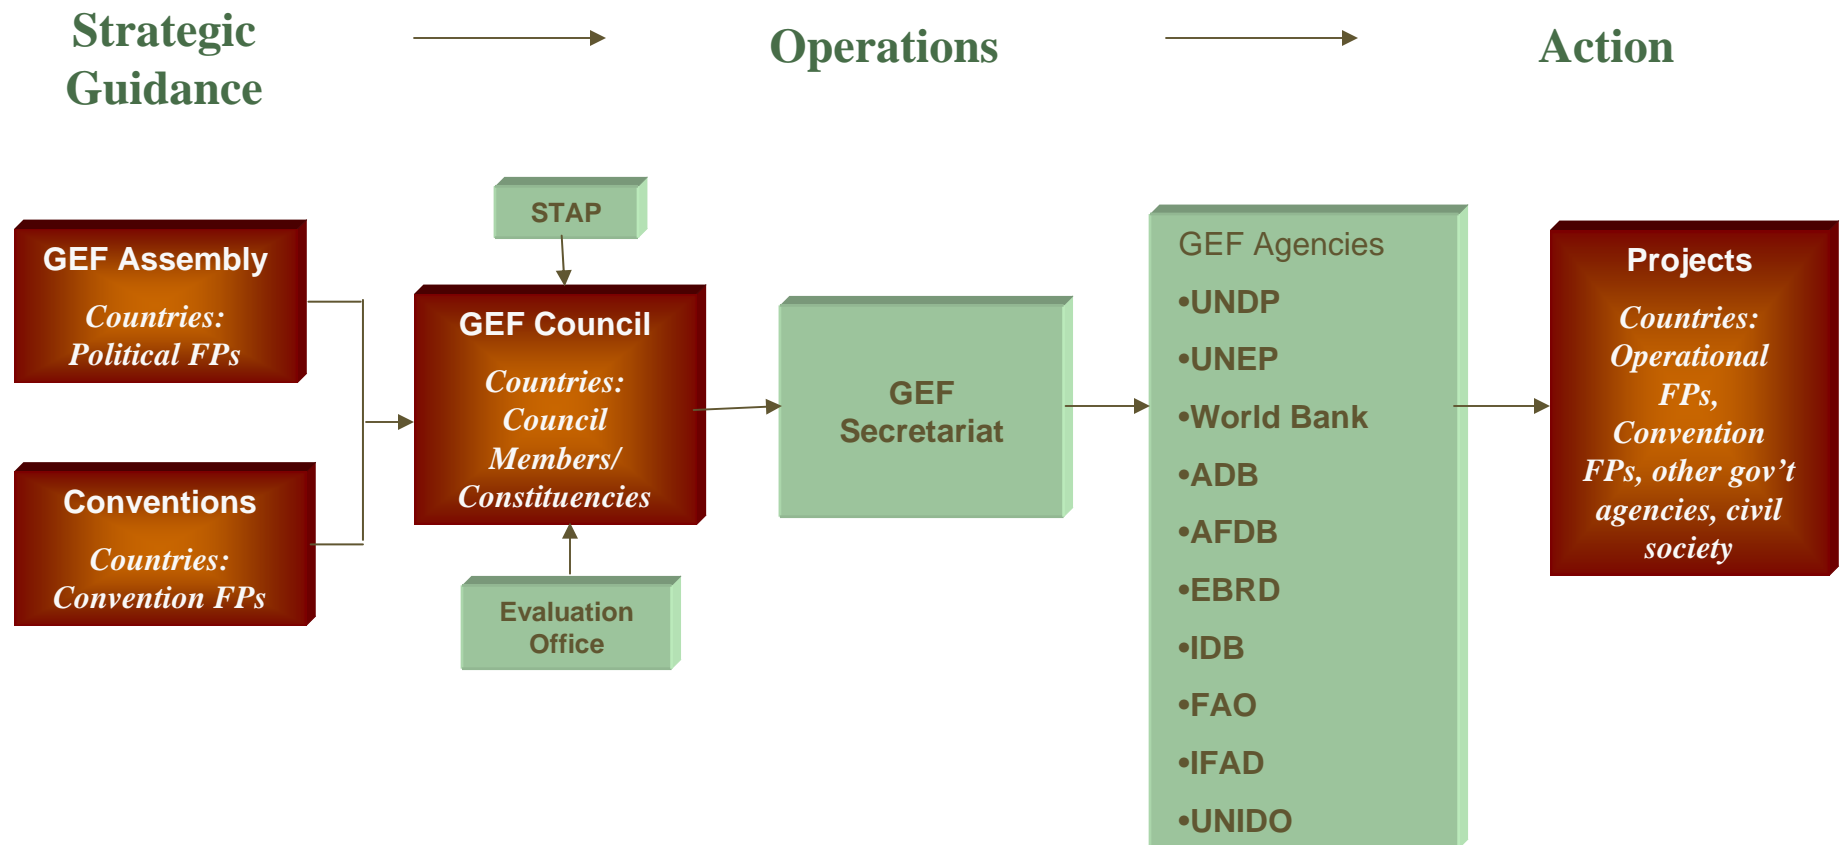 Strategic
Guidance
Operations
Action
GEF Assembly
Countries:
Political FPs
Conventions
Countries:
Convention FPs
STAP
GEF Council
Countries:
Council
Members/
Constituencies
Evaluation
Office
GEF
Secretariat
GEF Agencies
•UNDP
•UNEP
•World Bank
•ADB
•AFDB
•EBRD
•IDB
•FAO
•IFAD
•UNIDO
Projects
Countries:
Operational
FPs,
Convention
FPs, other gov’t
agencies, civil
society